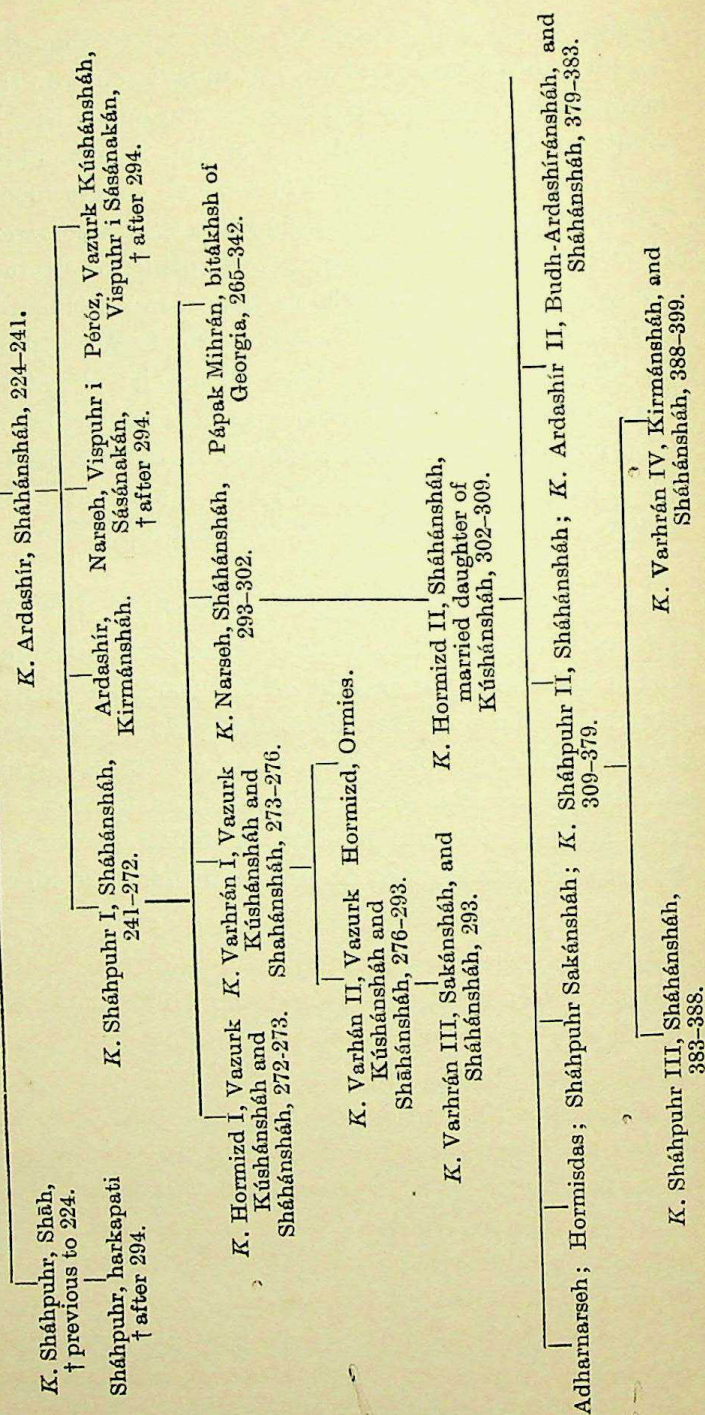 K. Ardashír, Sháhánsháh, 224–241.
K. Sháhpuhr, Shāh,
† previous to 224.
Sháhpuhr, harkapati
† after 294.
K. Sháhpuhr I, Sháhánsháh,
241–272.
Ardashír,
Kirmánsháh.
Narseh, Vispuhr i
Sásánakán,
† after 294.
Péróz, Vazurk Kúshánsháh,
Vispuhr i Sásánakán,
† after 294.
K. Hormizd I, Vazurk
Kúshánsháh and
Sháhánsháh, 272-273.
K. Varhrán I, Vazurk
Kúshánsháh and
Shahánsháh, 273–276.
K. Narseh, Sháhánsháh,
293–302.
Pápak Mihrán, bítákhsh of
Georgia, 265–342.
K. Varhán II, Vazurk
Kúshánsháh and
Shāhánsháh, 276–293.
Hormizd, Ormies.
K. Varhrán III, Sakánsháh, and
Sháhánsháh, 293.
K. Hormizd II, Sháhánsháh,
married daughter of
Kúshánsháh, 302–309.
Adharnarseh; Hormisdas; Sháhpuhr Sakánsháh; K. Sháhpuhr II, Sháhánsháh; K. Ardashír II, Budh-Ardashíránsháh, and
309–379.
Sháhánsháh, 379–383.
K. Sháhpuhr III, Sháhánsháh,
383–388.
K. Varhrán IV, Kirmánsháh, and
Sháhánsháh, 388–399.